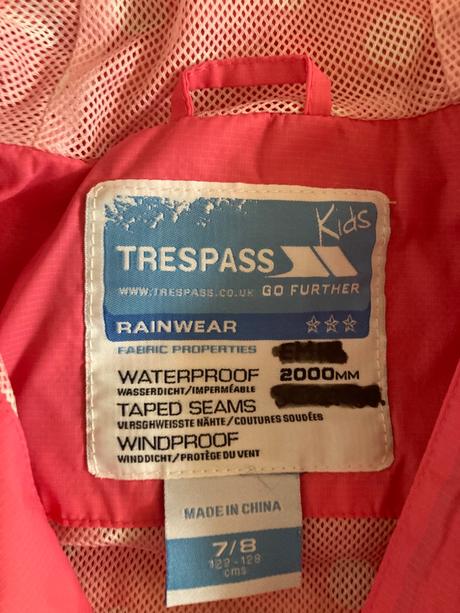 Kids
TRESPASS
WWW.TRESPASS.CO.UK GO FURTHER
RAINWEAR
FABRIC PROPERTIES
WATERPROOF 2000MM
WASSERDICHT/IMPERMÉABLE
TAPED SEAMS
VERSGHWEISSTE NÄHTE/COUTURES SOUDÉES
WINDPROOF
WINDDICHT/PROTÈGE DU VENT
MADE IN CHINA
7/8
122-128
cms